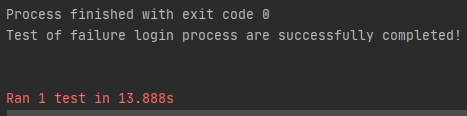 Process finished with exit code 0
Test of failure login process are successfully completed!
Ran 1 test in 13.888s